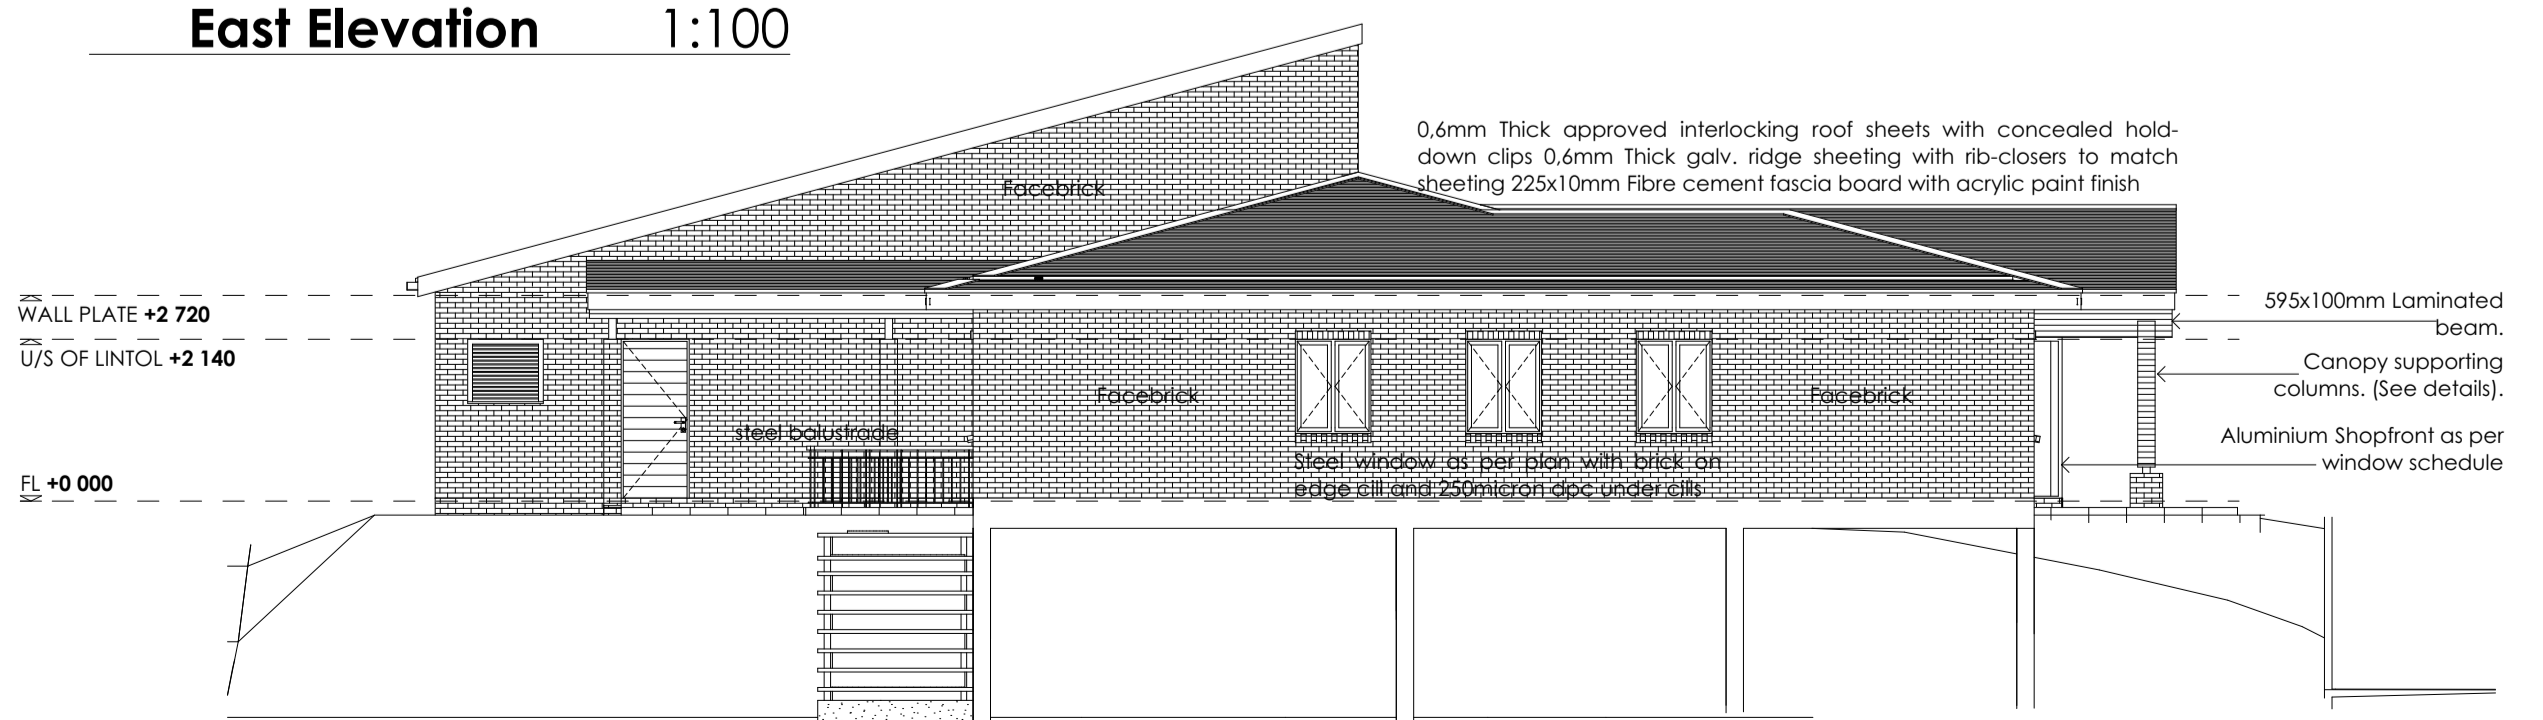 East Elevation 1:100
0,6mm Thick approved interlocking roof sheets with concealed hold-
down clips 0,6mm Thick galv. ridge sheeting with rib-closers to match
sheeting 225x10mm Fibre cement fascia board with acrylic paint finish
Facebrick
WALL PLATE +2 720
U/S OF LINTOL +2 140
FL +0 000
595x100mm Laminated
beam.
Canopy supporting
columns. (See details).
Aluminium Shopfront as per
window schedule
Facebrick
Facebrick
steel balustrade
Steel window as per plan with brick on
edge cill and 250micron dpc under cills